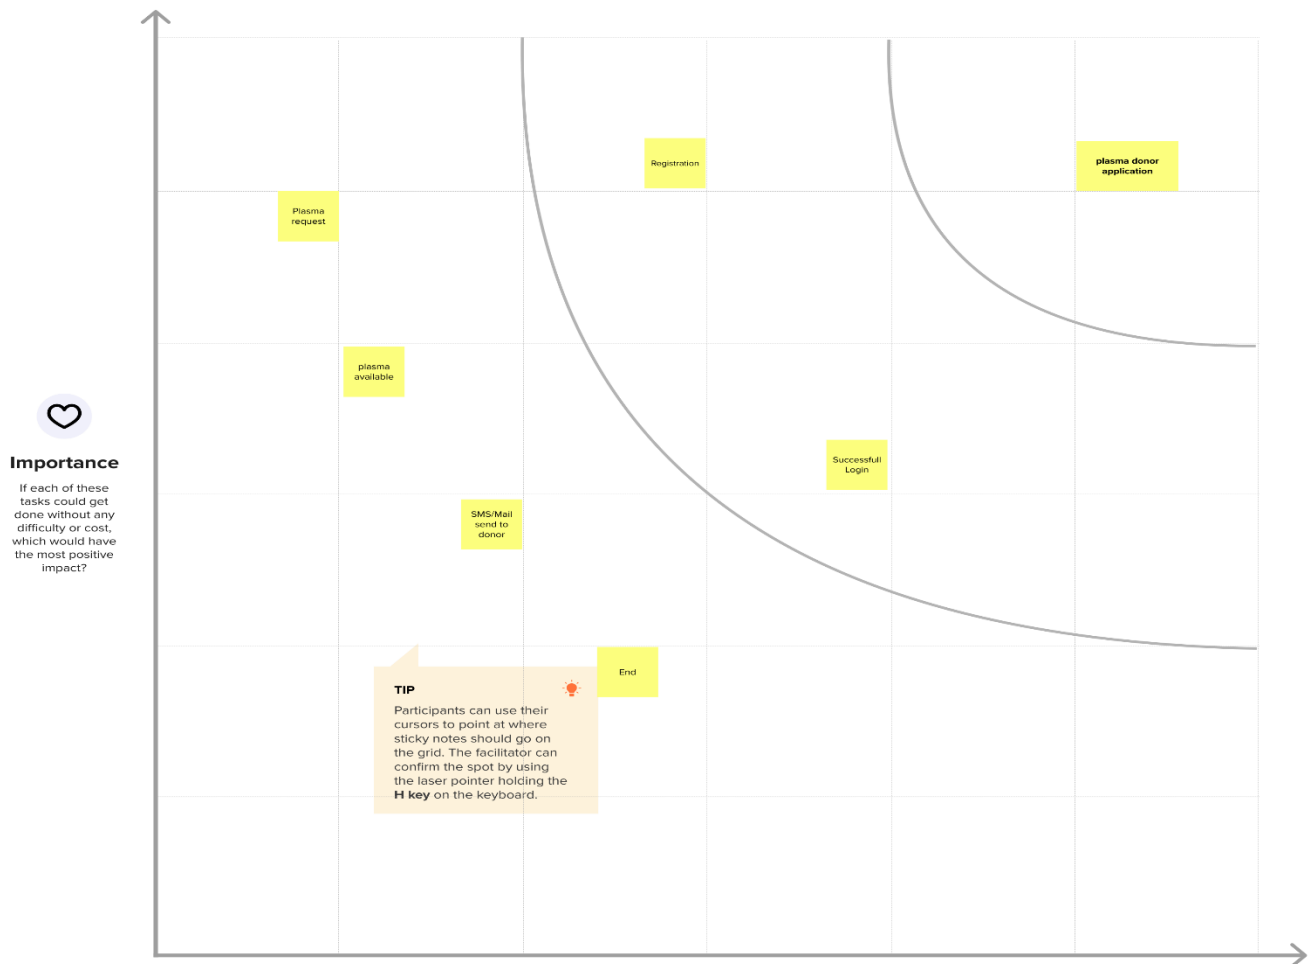 Registration
plasma donor
application
Plasma
request
plasma
available
Importance
If each of these
tasks could get
done without any
difficulty or cost,
which would have
the most positive
impact?
Successfull
Login
SMS/Mail
send to
donor
End
TIP
Participants can use their
cursors to point at where
sticky notes should go on
the grid. The facilitator can
confirm the spot by using
the laser pointer holding the
H key on the keyboard.